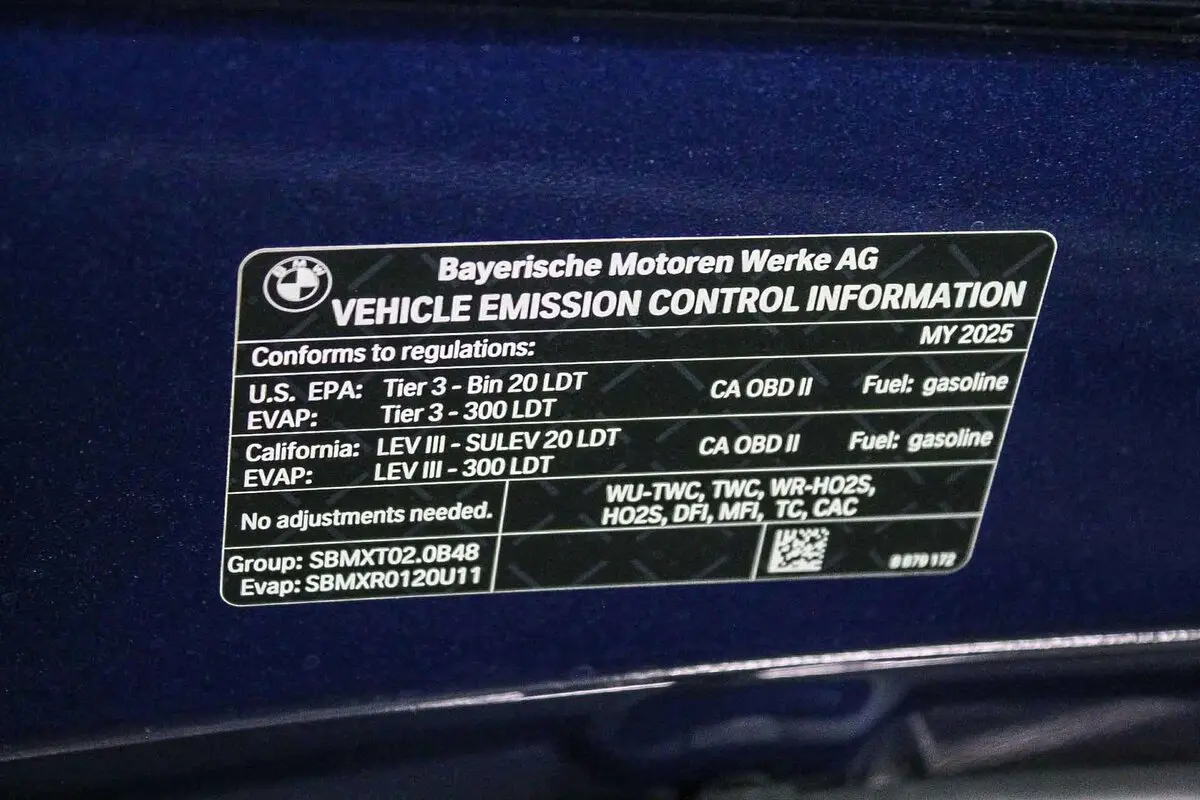 BMW
Bayerische Motoren Werke AG
VEHICLE EMISSION CONTROL INFORMATION
MY 2025
Conforms to regulations:
U.S. EPA: Tier 3 - Bin 20 LDT CA OBD II Fuel: gasoline
EVAP: Tier 3 - 300 LDT
California: LEV III - SULEV 20 LDT CA OBD II Fuel: gasoline
EVAP: LEV III - 300 LDT
No adjustments needed.
WU-TWC, TWC, WR-HO2S,
HO2S, DFI, MFI, TC, CAC
Group: SBMXT02.0B48
Evap: SBMXR0120U11
8 879 172